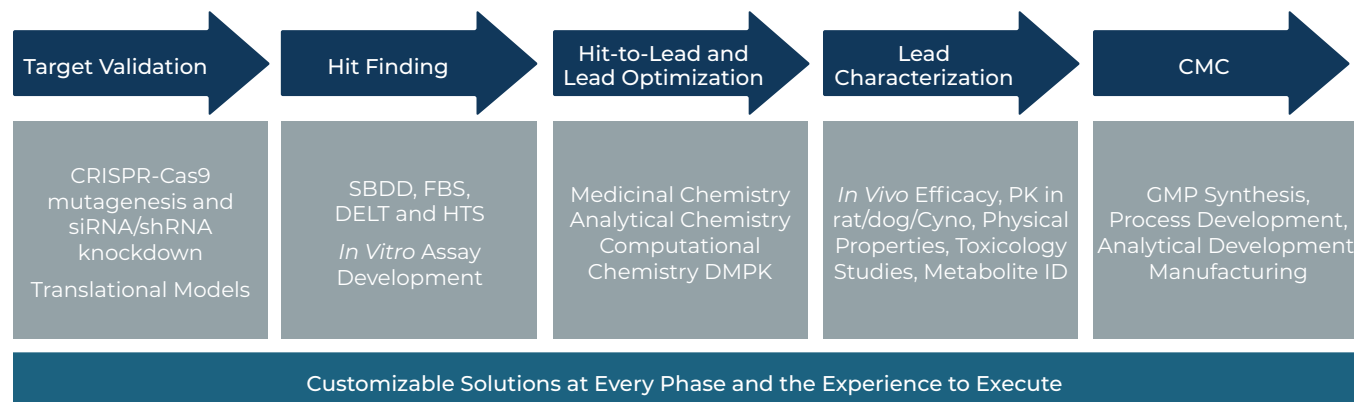 Target Validation
Hit Finding
Hit-to-Lead and
Lead Optimization
Lead
Characterization
CMC
CRISPR-Cas9
mutagenesis and
siRNA/shRNA
knockdown
Translational Models
SBDD, FBS,
DELT and HTS
In Vitro Assay
Development
Medicinal Chemistry
Analytical Chemistry
Computational
Chemistry DMPK
In Vivo Efficacy, PK in
rat/dog/Cyno, Physical
Properties, Toxicology
Studies, Metabolite ID
GMP Synthesis,
Process Development,
Analytical Development
Manufacturing
Customizable Solutions at Every Phase and the Experience to Execute